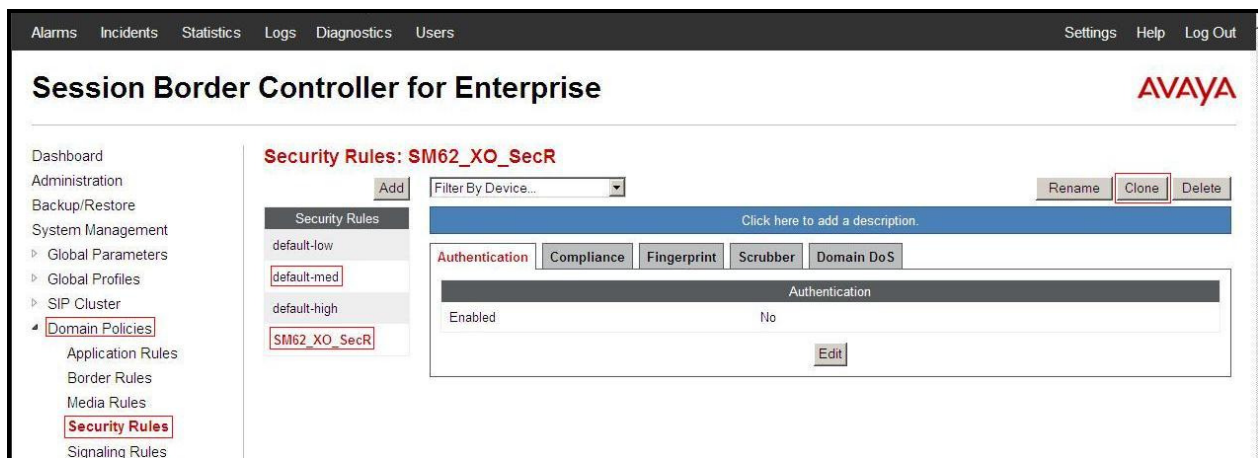 Alarms Incidents Statistics Logs Diagnostics Users Settings Help Log Out
Session Border Controller for Enterprise
AVAYA
Dashboard
Administration
Backup/Restore
System Management
Global Parameters
Global Profiles
SIP Cluster
Domain Policies
Application Rules
Border Rules
Media Rules
Security Rules
Signaling Rules
Security Rules: SM62_XO_SecR
Add
Filter By Device...
Rename Clone Delete
Security Rules
default-low
default-med
default-high
SM62_XO_SecR
Click here to add a description.
Authentication Compliance Fingerprint Scrubber Domain DoS
Authentication
Enabled No
Edit